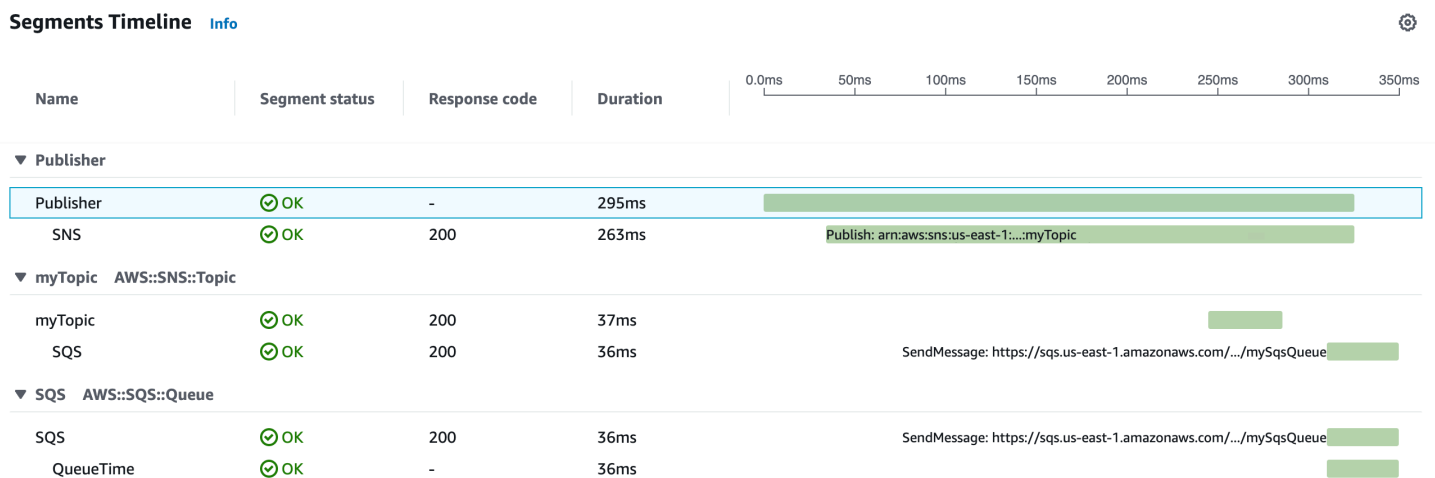 Segments Timeline Info
0.0ms 50ms 100ms 150ms 200ms 250ms 300ms 350ms
Name Segment status Response code Duration
Publisher
Publisher OK - 295ms
SNS OK 200 263ms Publish: arn:aws:sns:us-east-1:...:myTopic
myTopic AWS::SNS::Topic
myTopic OK 200 37ms
SQS OK 200 36ms SendMessage: https://sqs.us-east-1.amazonaws.com/.../mySqsQueue
SQS AWS::SQS::Queue
SQS OK 200 36ms SendMessage: https://sqs.us-east-1.amazonaws.com/.../mySqsQueue
QueueTime OK - 36ms